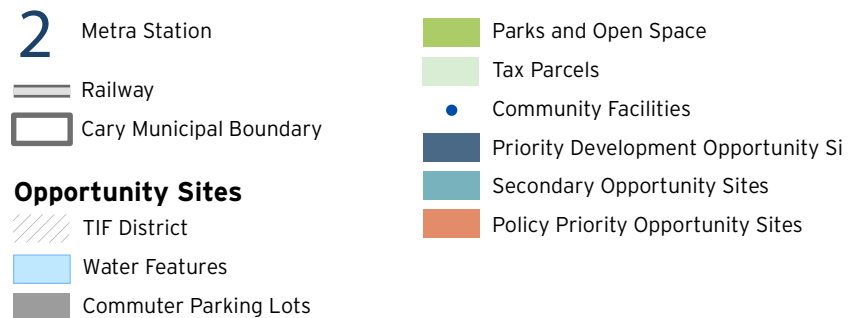 2 Metra Station
Railway
Cary Municipal Boundary
Opportunity Sites
TIF District
Water Features
Commuter Parking Lots
Parks and Open Space
Tax Parcels
Community Facilities
Priority Development Opportunity Si
Secondary Opportunity Sites
Policy Priority Opportunity Sites